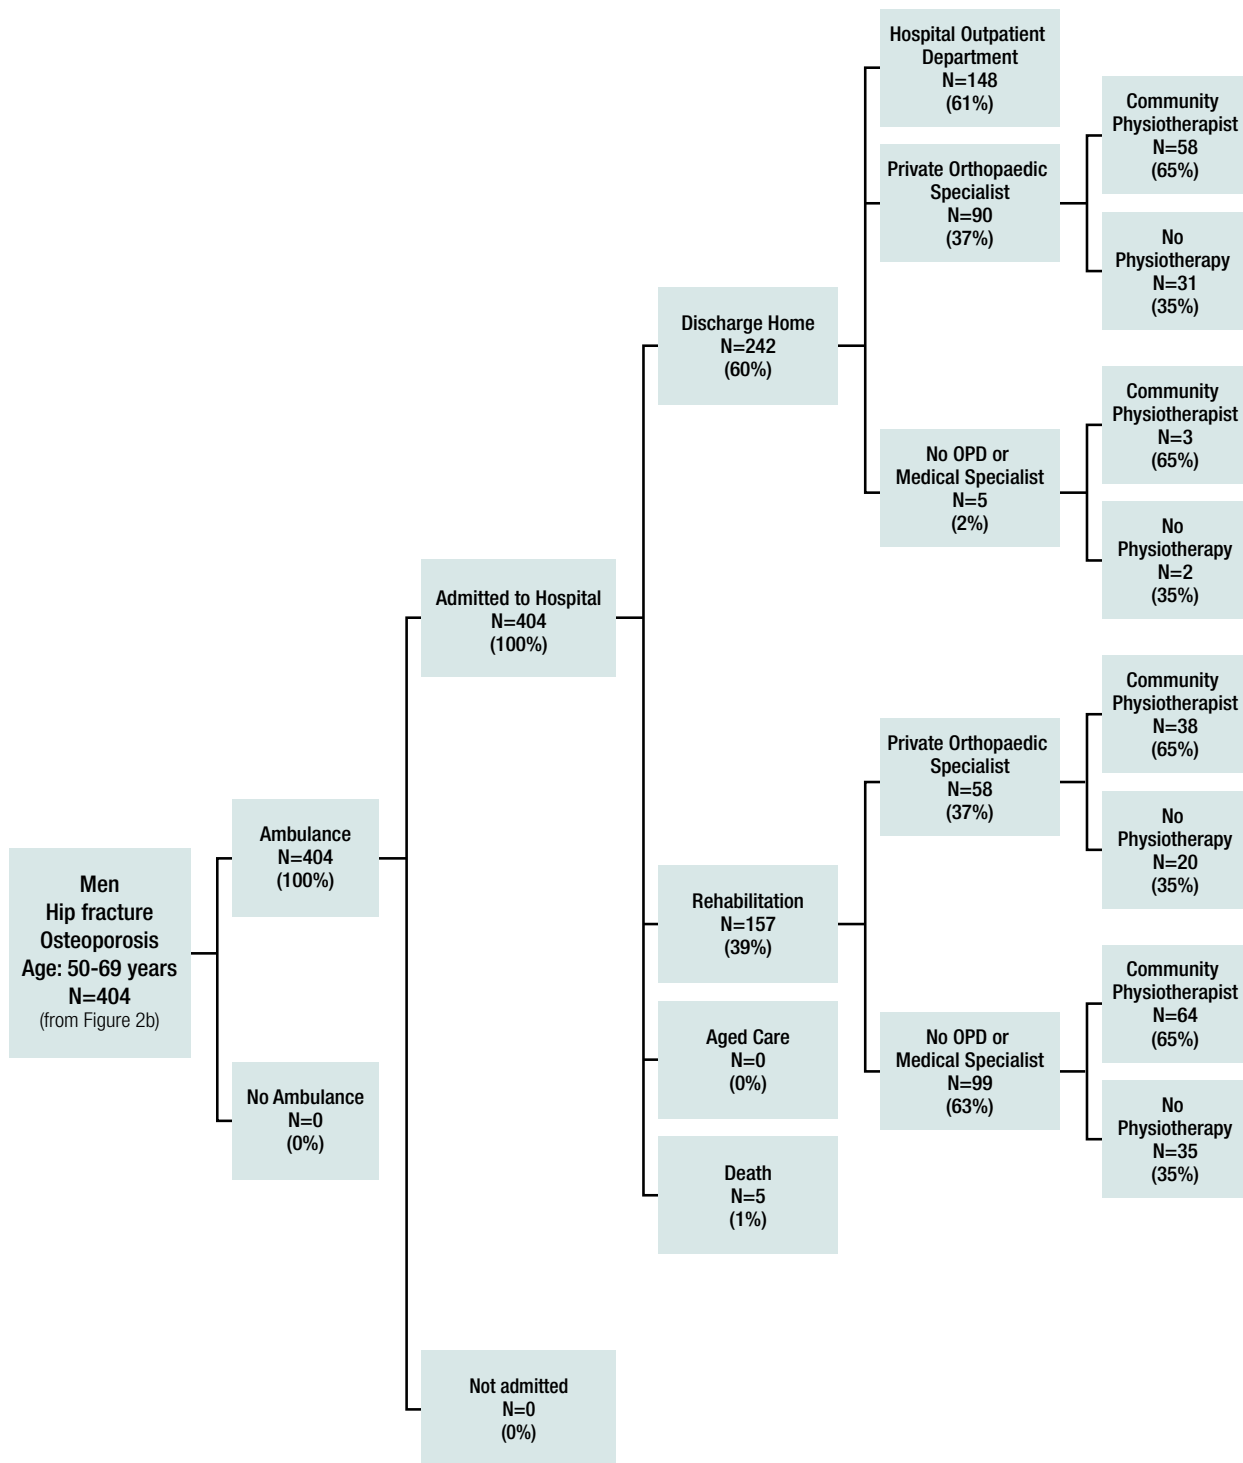 Men
Hip fracture
Osteoporosis
Age: 50-69 years
N=404
(from Figure 2b)
Ambulance
N=404
(100%)
No Ambulance
N=0
(0%)
Admitted to Hospital
N=404
(100%)
Not admitted
N=0
(0%)
Discharge Home
N=242
(60%)
Rehabilitation
N=157
(39%)
Aged Care
N=0
(0%)
Death
N=5
(1%)
Hospital Outpatient
Department
N=148
(61%)
Private Orthopaedic
Specialist
N=90
(37%)
No OPD or
Medical Specialist
N=5
(2%)
Private Orthopaedic
Specialist
N=58
(37%)
No OPD or
Medical Specialist
N=99
(63%)
Community
Physiotherapist
N=58
(65%)
No
Physiotherapy
N=31
(35%)
Community
Physiotherapist
N=3
(65%)
No
Physiotherapy
N=2
(35%)
Community
Physiotherapist
N=38
(65%)
No
Physiotherapy
N=20
(35%)
Community
Physiotherapist
N=64
(65%)
No
Physiotherapy
N=35
(35%)